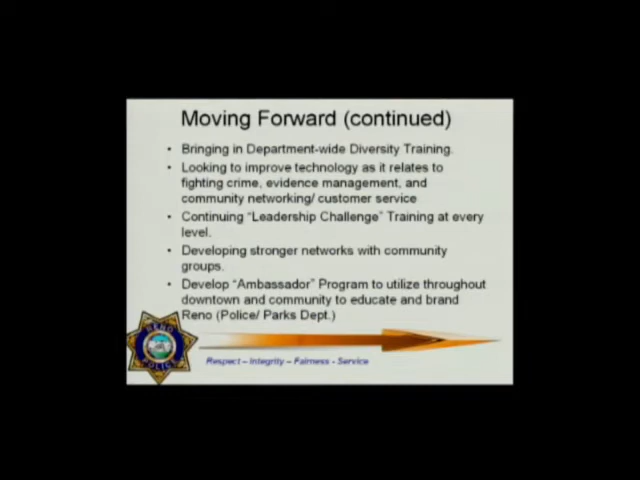 Moving Forward (continued)
• Bringing in Department-wide Diversity Training.
• Looking to improve technology as it relates to
fighting crime, evidence management, and
community networking/ customer service
• Continuing "Leadership Challenge" Training at every
level.
• Developing stronger networks with community
groups.
• Develop "Ambassador" Program to utilize throughout
downtown and community to educate and brand
Reno (Police/ Parks Dept.)
RENO
POLICE
Respect – Integrity – Fairness - Service